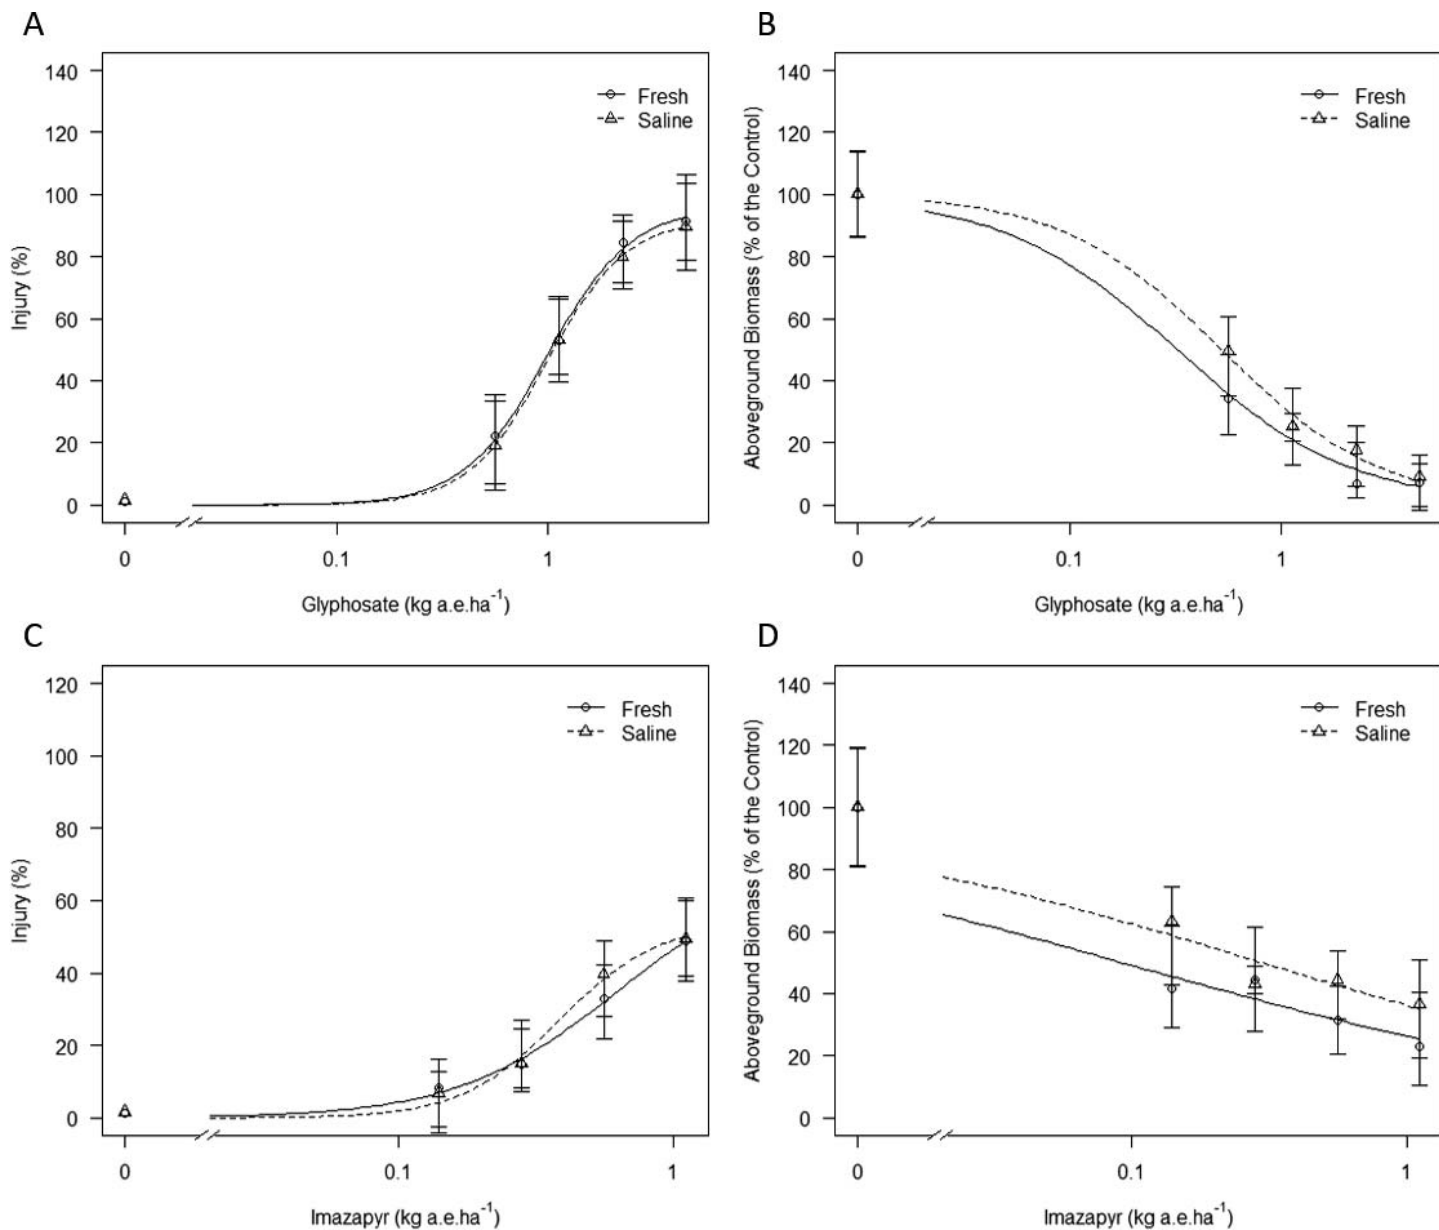 A
140
120
100
80
60
40
20
0
Injury (%)
Fresh
Saline
0
0.1
1
Glyphosate (kg a.e.ha⁻¹)
B
140
120
100
80
60
40
20
0
Aboveground Biomass (% of the Control)
Fresh
Saline
0
0.1
1
Glyphosate (kg a.e.ha⁻¹)
C
120
100
80
60
40
20
0
Injury (%)
Fresh
Saline
0
0.1
1
Imazapyr (kg a.e.ha⁻¹)
D
140
120
100
80
60
40
20
0
Aboveground Biomass (% of the Control)
Fresh
Saline
0
0.1
1
Imazapyr (kg a.e.ha⁻¹)